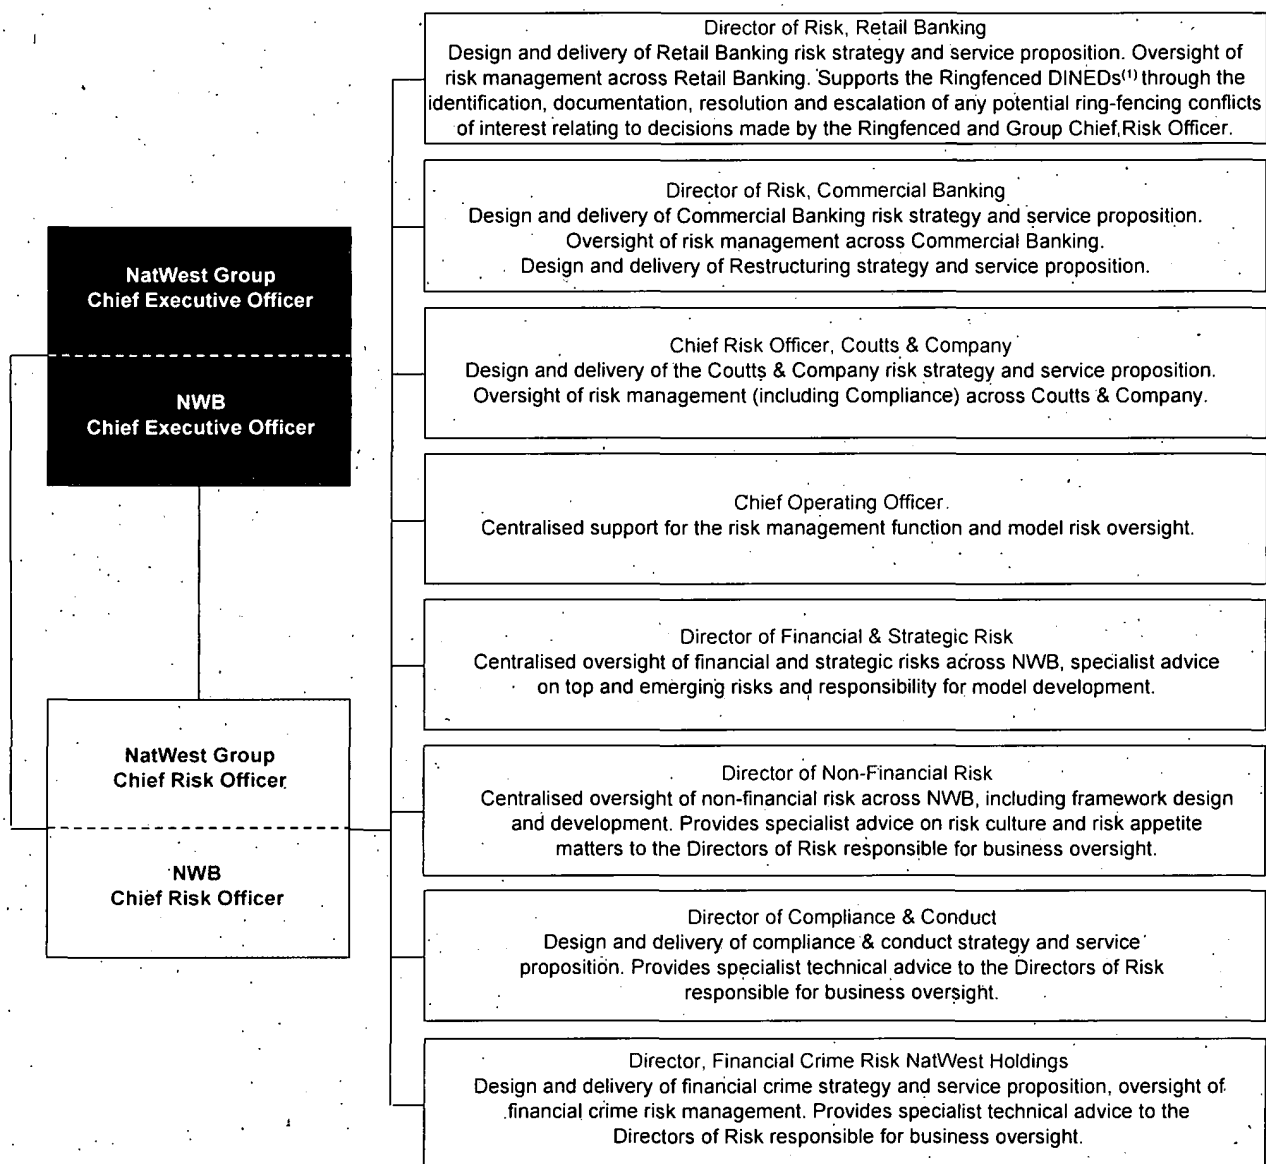 NatWest Group
Chief Executive Officer
NWB
Chief Executive Officer
NatWest Group
Chief Risk Officer
NWB
Chief Risk Officer
Director of Risk, Retail Banking
Design and delivery of Retail Banking risk strategy and service proposition. Oversight of
risk management across Retail Banking. Supports the Ringfenced DINEDs(1) through the
identification, documentation, resolution and escalation of any potential ring-fencing conflicts
of interest relating to decisions made by the Ringfenced and Group Chief Risk Officer.
Director of Risk, Commercial Banking
Design and delivery of Commercial Banking risk strategy and service proposition.
Oversight of risk management across Commercial Banking.
Design and delivery of Restructuring strategy and service proposition.
Chief Risk Officer, Coutts & Company
Design and delivery of the Coutts & Company risk strategy and service proposition.
Oversight of risk management (including Compliance) across Coutts & Company.
Chief Operating Officer
Centralised support for the risk management function and model risk oversight.
Director of Financial & Strategic Risk
Centralised oversight of financial and strategic risks across NWB, specialist advice
on top and emerging risks and responsibility for model development.
Director of Non-Financial Risk
Centralised oversight of non-financial risk across NWB, including framework design
and development. Provides specialist advice on risk culture and risk appetite
matters to the Directors of Risk responsible for business oversight.
Director of Compliance & Conduct
Design and delivery of compliance & conduct strategy and service
proposition. Provides specialist technical advice to the Directors of Risk
responsible for business oversight.
Director, Financial Crime Risk NatWest Holdings
Design and delivery of financial crime strategy and service proposition, oversight of
financial crime risk management. Provides specialist technical advice to the
Directors of Risk responsible for business oversight.